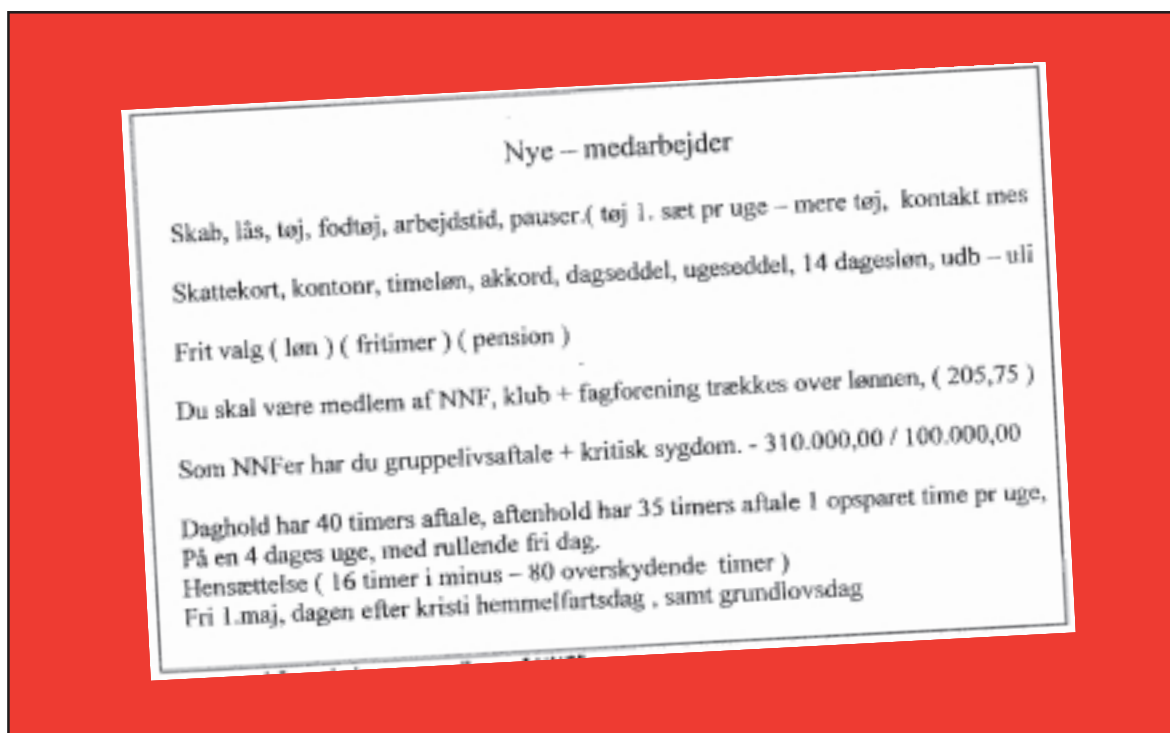 Nye – medarbejder
Skab, lås, tøj, fodtøj, arbejdstid, pauser.( tøj 1. sæt pr uge – mere tøj, kontakt mes
Skattekort, kontonr, timeløn, akkord, dagseddel, ugeseddel, 14 dagesløn, udb – uli
Frit valg ( løn ) ( fritimer ) ( pension )
Du skal være medlem af NNF, klub + fagforening trækkes over lønnen, ( 205,75 )
Som NNFer har du gruppelivsaftale + kritisk sygdom. - 310.000,00 / 100.000,00
Daghold har 40 timers aftale, aftenhold har 35 timers aftale 1 opsparet time pr uge,
På en 4 dages uge, med rullende fri dag.
Hensættelse ( 16 timer i minus – 80 overskydende timer )
Fri 1.maj, dagen efter kristi hemmelfartsdag , samt grundlovsdag